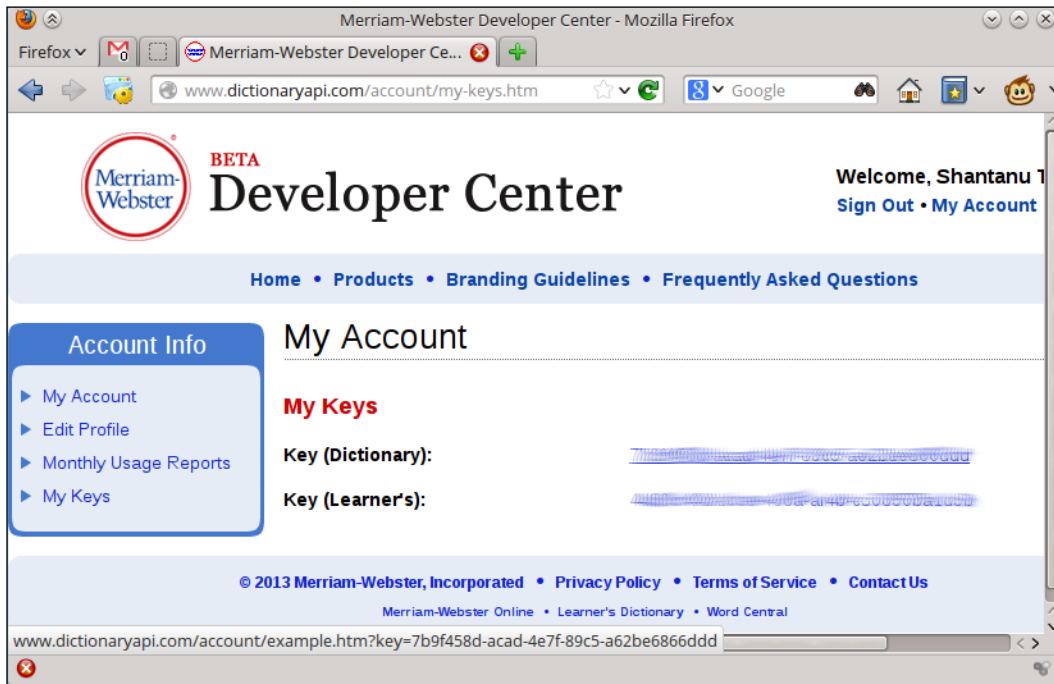 Merriam-Webster Developer Center - Mozilla Firefox
Firefox
0
Merriam-Webster Developer Ce...
www.dictionaryapi.com/account/my-keys.htm
8
Google
Merriam-
Webster
®
BETA
Developer Center
Welcome, Shantanu T
Sign Out • My Account
Home • Products • Branding Guidelines • Frequently Asked Questions
Account Info
My Account
Edit Profile
Monthly Usage Reports
My Keys
My Account
My Keys
Key (Dictionary):
Key (Learner's):
© 2013 Merriam-Webster, Incorporated • Privacy Policy • Terms of Service • Contact Us
Merriam-Webster Online • Learner's Dictionary • Word Central
www.dictionaryapi.com/account/example.htm?key=7b9f458d-acad-4e7f-89c5-a62be6866ddd